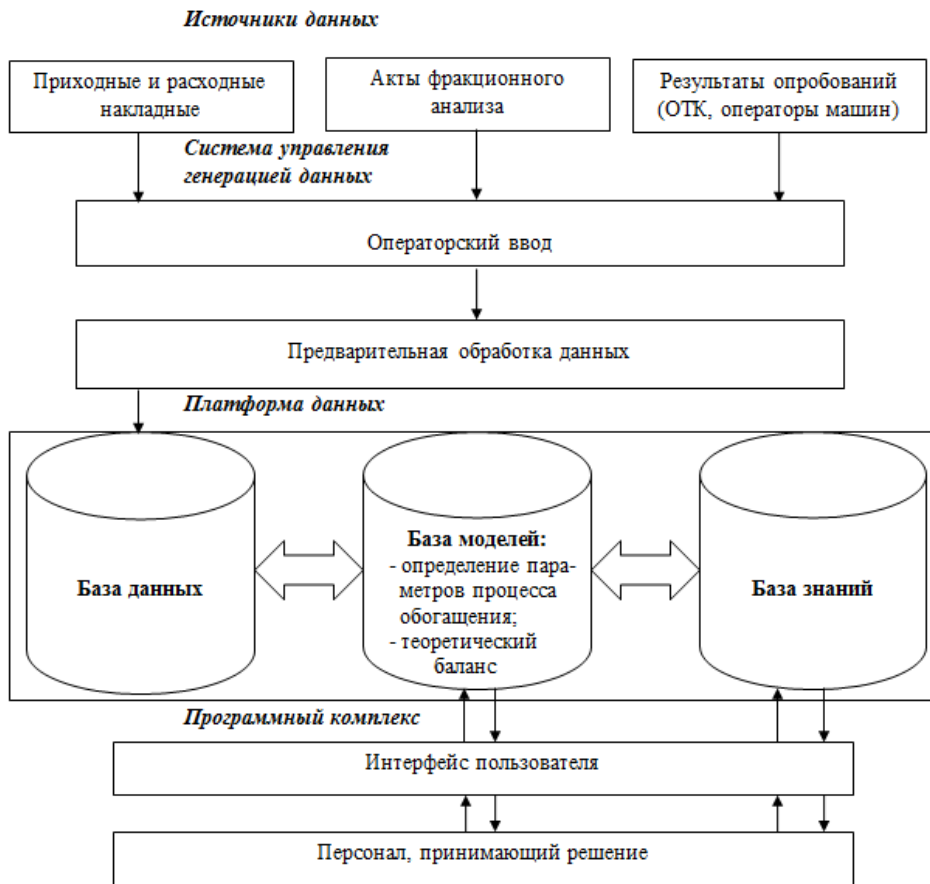 Источники данных
Приходные и расходные
накладные
Акты фракционного
анализа
Результаты опробований
(ОТК, операторы машин)
Система управления
генерацией данных
Операторский ввод
Предварительная обработка данных
Платформа данных
База данных
База моделей:
- определение пара-
метров процесса
обогащения;
- теоретический
баланс
База знаний
Программный комплекс
Интерфейс пользователя
Персонал, принимающий решение